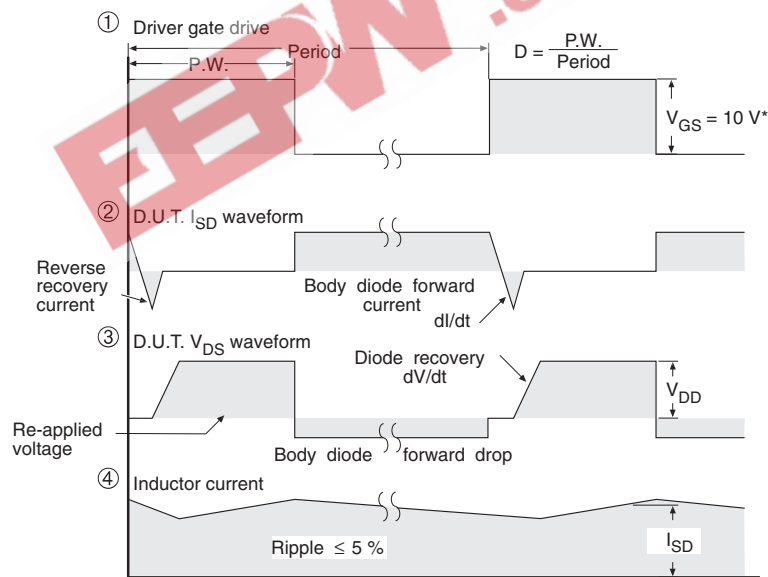 EEPW.
① Driver gate drive
Period
P.W.
D = P.W. / Period
V_GS = 10 V*
② D.U.T. I_SD waveform
Reverse recovery current
Body diode forward current
dI/dt
③ D.U.T. V_DS waveform
Diode recovery dV/dt
V_DD
Re-applied voltage
Body diode forward drop
④ Inductor current
Ripple ≤ 5 %
I_SD